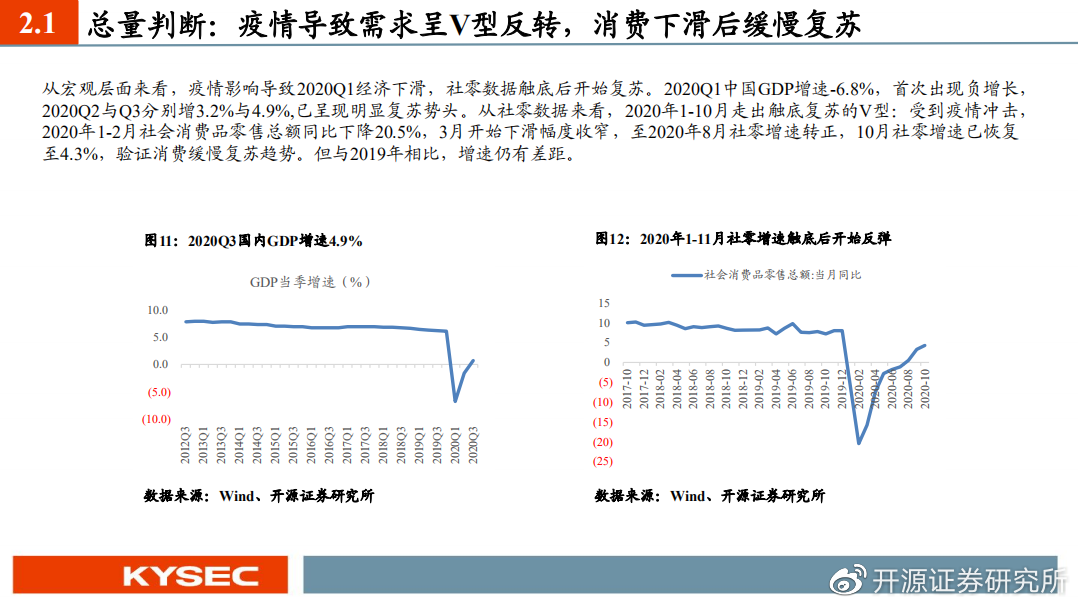 2.1 总量判断：疫情导致需求呈V型反转，消费下滑后缓慢复苏
从宏观层面来看，疫情影响导致2020Q1经济下滑，社零数据触底后开始复苏。2020Q1中国GDP增速-6.8%，首次出现负增长，
2020Q2与Q3分别增3.2%与4.9%,已呈现明显复苏势头。从社零数据来看，2020年1-10月走出触底复苏的V型：受到疫情冲击，
2020年1-2月社会消费品零售总额同比下降20.5%，3月开始下滑幅度收窄，至2020年8月社零增速转正，10月社零增速已恢复
至4.3%，验证消费缓慢复苏趋势。但与2019年相比，增速仍有差距。
图11：2020Q3国内GDP增速4.9%
GDP当季增速（%）
10.0
5.0
0.0
(5.0)
(10.0)
2012Q3
2013Q1
2013Q3
2014Q1
2014Q3
2015Q1
2015Q3
2016Q1
2016Q3
2017Q1
2017Q3
2018Q1
2018Q3
2019Q1
2019Q3
2020Q1
2020Q3
数据来源：Wind、开源证券研究所
图12：2020年1-11月社零增速触底后开始反弹
社会消费品零售总额:当月同比
15
10
5
0
(5)
(10)
(15)
(20)
(25)
2017-10
2017-12
2018-02
2018-04
2018-06
2018-08
2018-10
2018-12
2019-02
2019-04
2019-06
2019-08
2019-10
2019-12
2020-02
2020-04
2020-06
2020-08
2020-10
数据来源：Wind、开源证券研究所
KYSEC
开源证券研究所